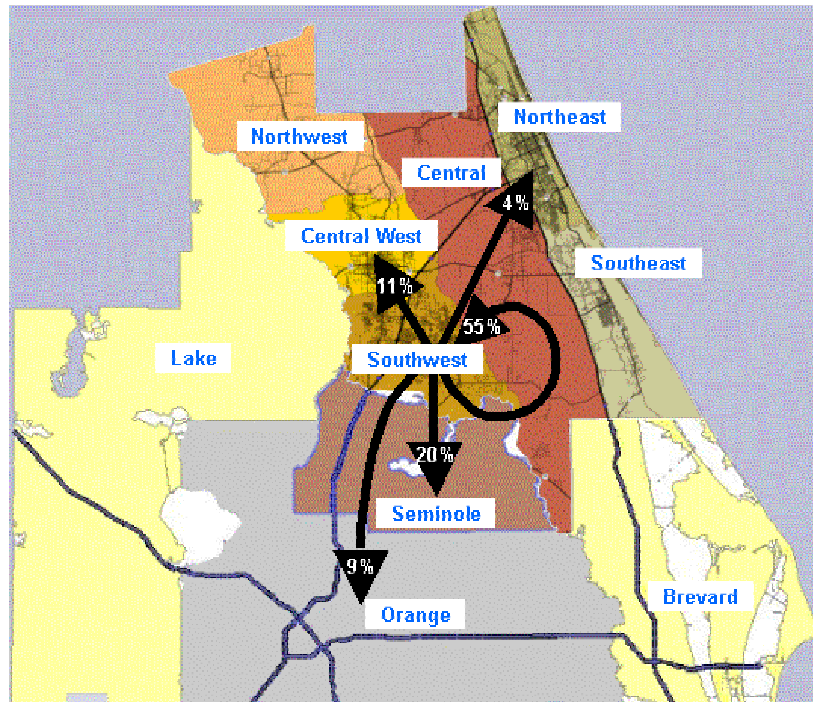 Northeast
Northwest
Central
4%
Central West
Southeast
11%
55%
Lake
Southwest
20%
Seminole
9%
Brevard
Orange